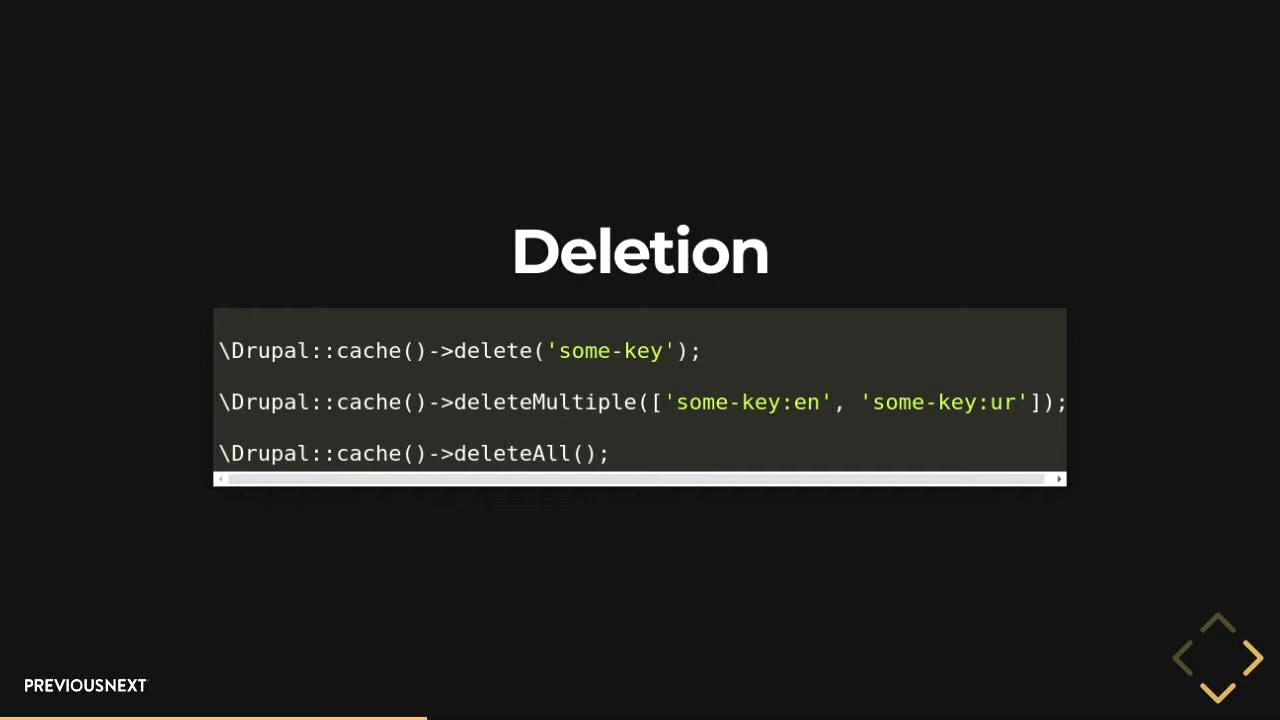 Deletion
\Drupal::cache()->delete('some-key');
\Drupal::cache()->deleteMultiple(['some-key:en', 'some-key:ur']);
\Drupal::cache()->deleteAll();
PREVIOUSNEXT